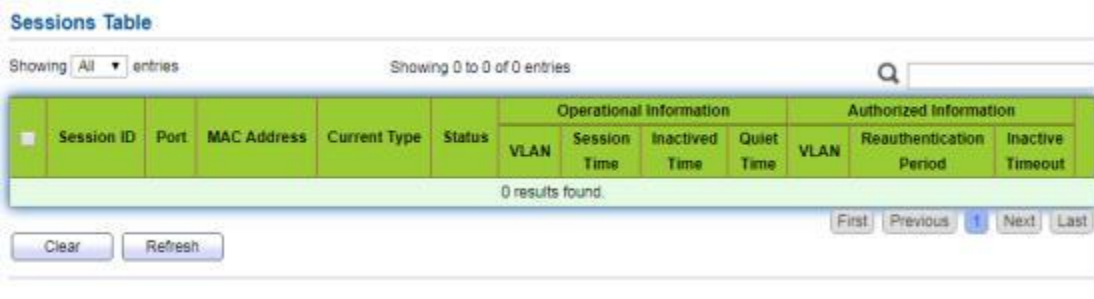 Sessions Table
Showing All entries Showing 0 to 0 of 0 entries
Operational Information Authorized Information
Session ID Port MAC Address Current Type Status VLAN Session Time Inactived Time Quiet Time VLAN Reauthentication Period Inactive Timeout
0 results found.
First Previous 1 Next Last
Clear Refresh